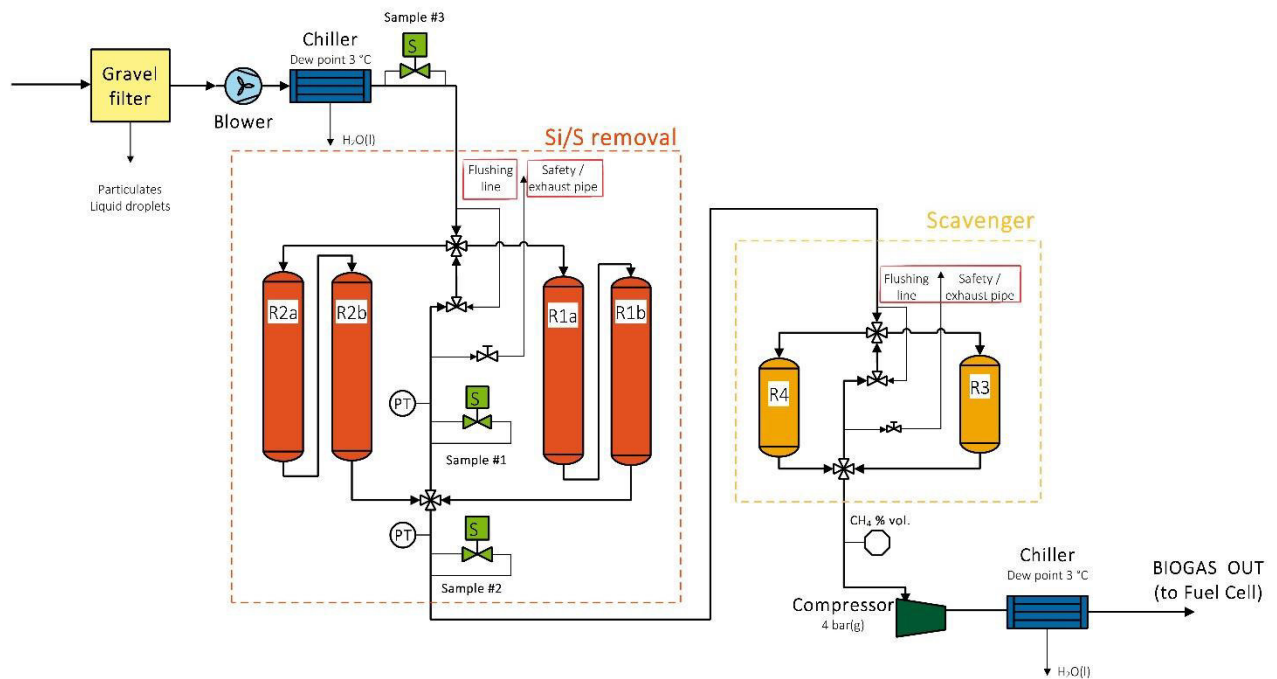 Sample #3
S
Chiller
Dew point 3 °C
Gravel
filter
Blower
H₂O(l)
Particulates
Liquid droplets
Si/S removal
Flushing
line
Safety /
exhaust pipe
R2a
R2b
R1a
R1b
PT
S
Sample #1
PT
S
Sample #2
Scavenger
Flushing
line
Safety /
exhaust pipe
R4
R3
CH₄ % vol.
Compressor
4 bar(g)
Chiller
Dew point 3 °C
H₂O(l)
BIOGAS OUT
(to Fuel Cell)